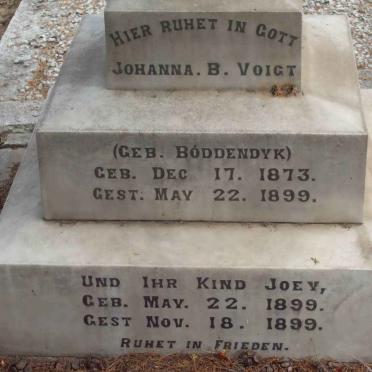 HIER RUHET IN GOTT
JOHANNA. B. VOIGT
(GEB. BÖDDENDYK)
GEB. DEC 17. 1873.
GEST. MAY 22. 1899.
UND IHR KIND JOEY,
GEB. MAY. 22. 1899.
GEST NOV. 18. 1899.
RUHET IN FRIEDEN.